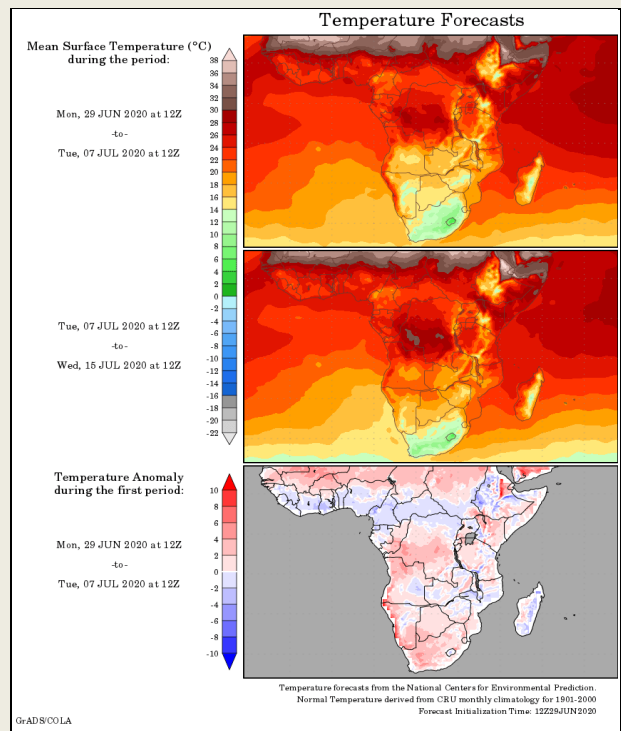 Temperature Forecasts
Mean Surface Temperature (°C)
during the period:
Mon, 29 JUN 2020 at 12Z
-to-
Tue, 07 JUL 2020 at 12Z
38
36
34
32
30
28
26
24
22
20
18
16
14
12
10
8
6
4
2
0
-2
-4
-6
-8
-10
-12
-14
-16
-18
-20
-22
Tue, 07 JUL 2020 at 12Z
-to-
Wed, 15 JUL 2020 at 12Z
Temperature Anomaly
during the first period:
Mon, 29 JUN 2020 at 12Z
-to-
Tue, 07 JUL 2020 at 12Z
10
8
6
4
2
0
-2
-4
-6
-8
-10
Temperature forecasts from the National Centers for Environmental Prediction.
Normal Temperature derived from CRU monthly climatology for 1901-2000
Forecast Initialization Time: 12Z29JUN2020
GrADS/COLA